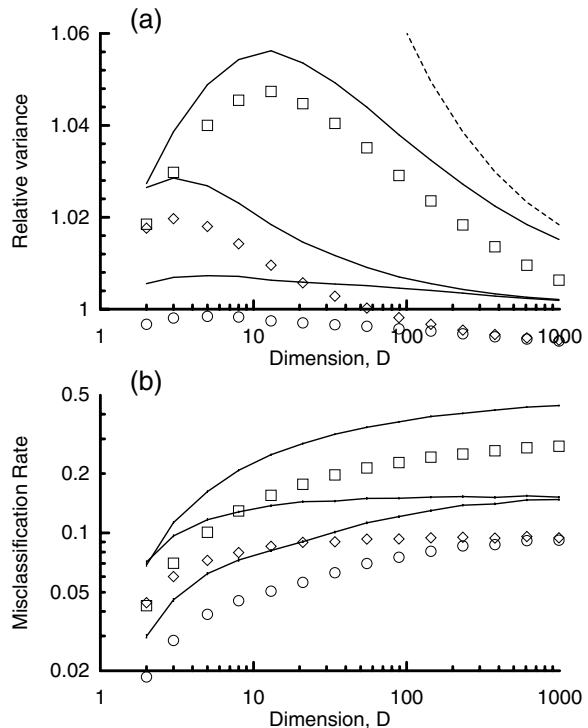 (a)
1.06
1.04
1.02
1
Relative variance
1 10 100 1000
Dimension, D
(b)
0.5
0.2
0.1
0.05
0.02
Misclassification Rate
1 10 100 1000
Dimension, D